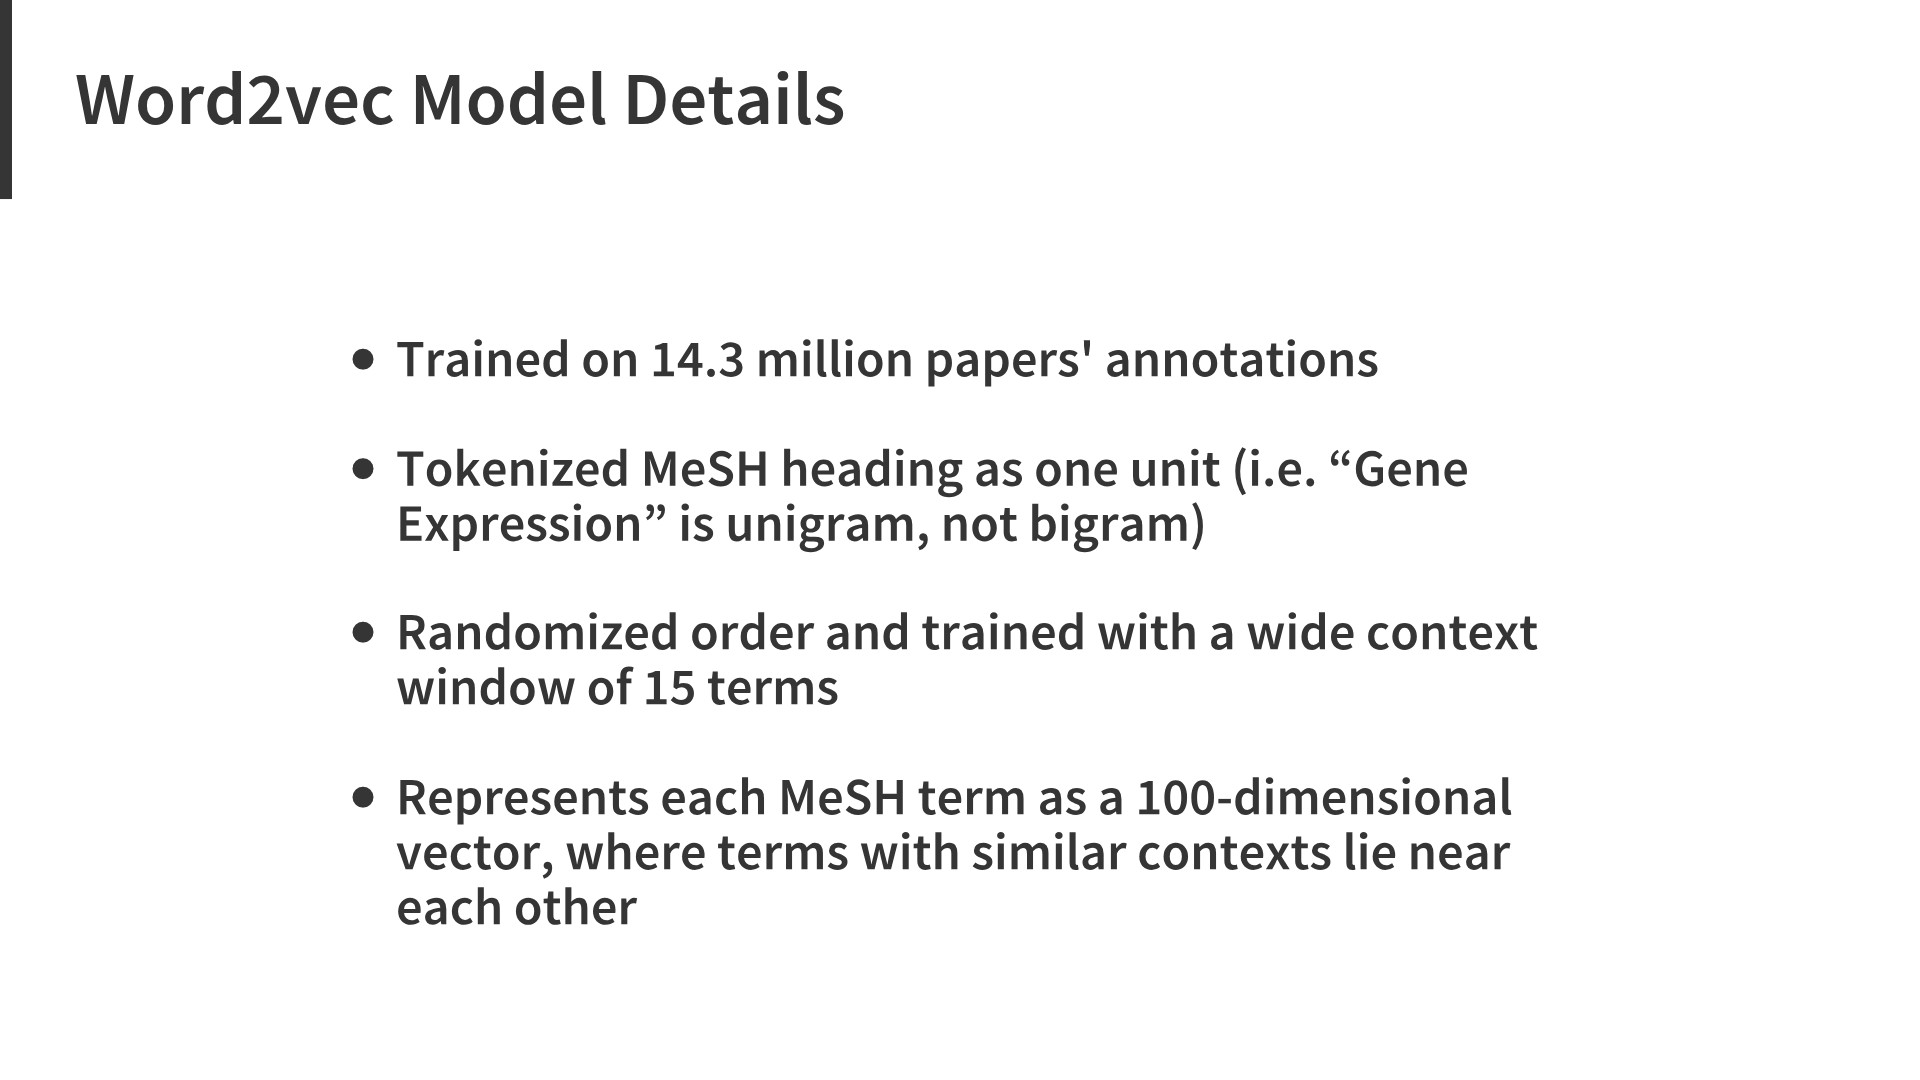 Word2vec Model Details
● Trained on 14.3 million papers' annotations
● Tokenized MeSH heading as one unit (i.e. “Gene
Expression” is unigram, not bigram)
● Randomized order and trained with a wide context
window of 15 terms
● Represents each MeSH term as a 100-dimensional
vector, where terms with similar contexts lie near
each other